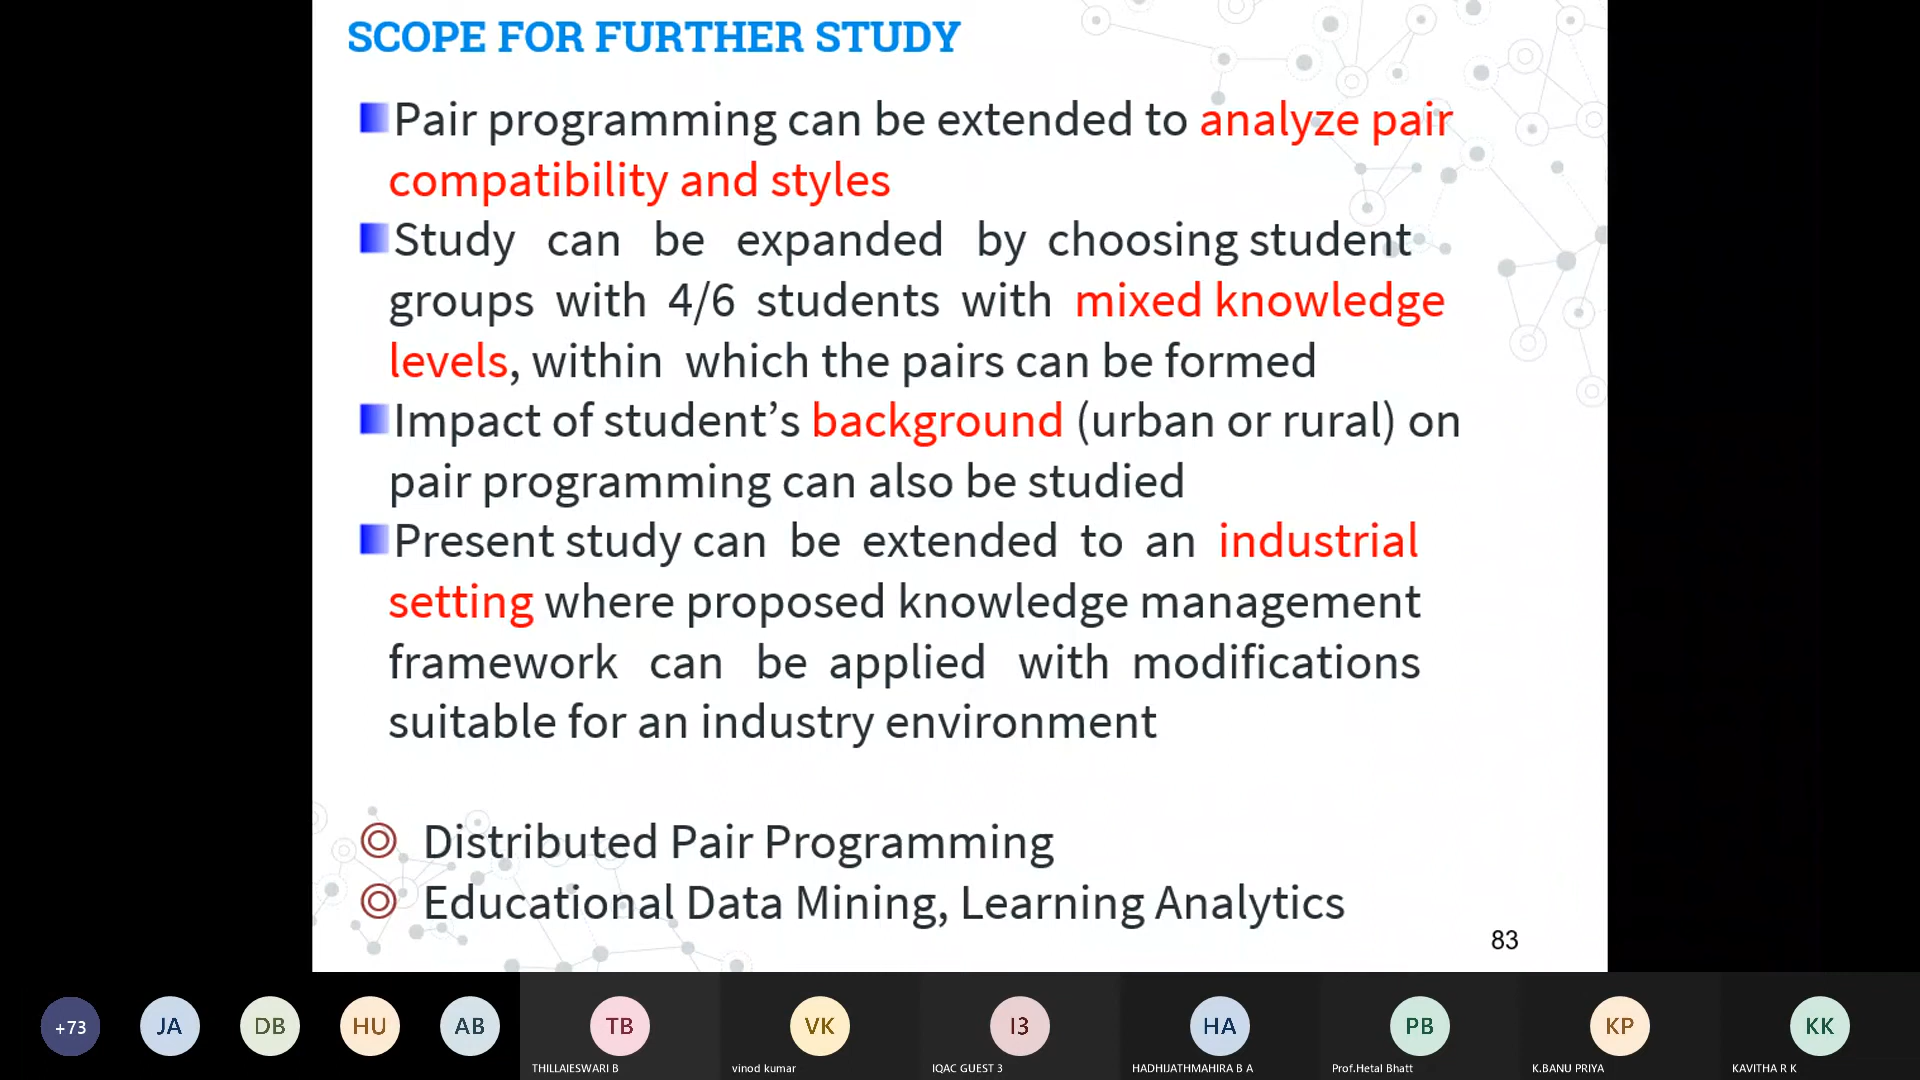 SCOPE FOR FURTHER STUDY
Pair programming can be extended to analyze pair
compatibility and styles
Study can be expanded by choosing student
groups with 4/6 students with mixed knowledge
levels, within which the pairs can be formed
Impact of student’s background (urban or rural) on
pair programming can also be studied
Present study can be extended to an industrial
setting where proposed knowledge management
framework can be applied with modifications
suitable for an industry environment
Distributed Pair Programming
Educational Data Mining, Learning Analytics
83
+73 JA DB HU AB TB VK I3 HA PB KP KK
THILLAIESWARI B vinod kumar IQAC GUEST 3 HADHIJATHMAHIRA B A Prof.Hetal Bhatt K.BANU PRIYA KAVITHA R K